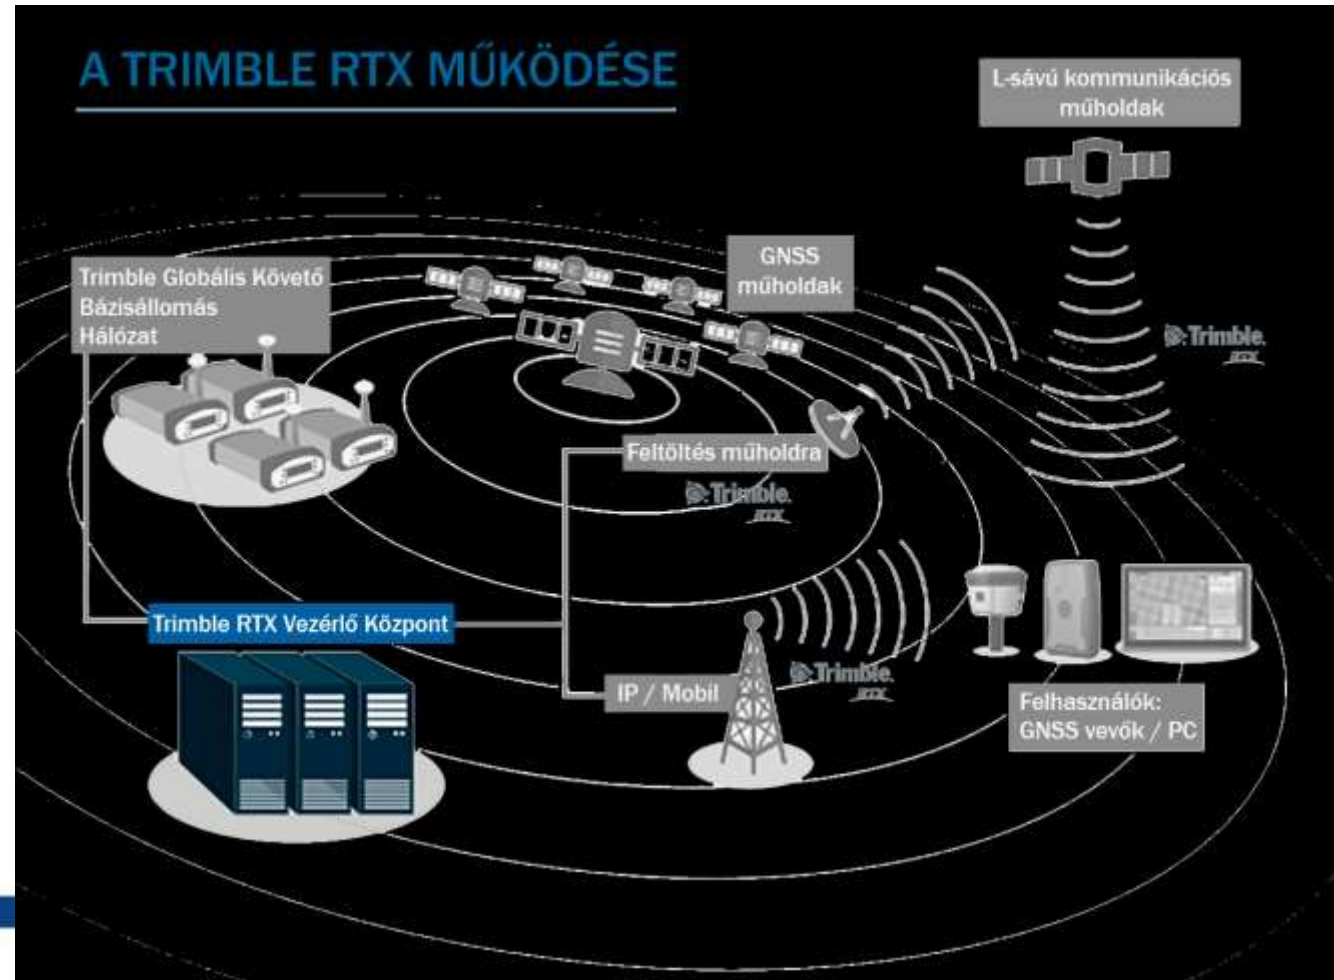 A TRIMBLE RTX MŰKÖDÉSE
L-sávú kommunikációs
műholdak
GNSS
műholdak
Trimble Globális Követő
Bázisállomás
Hálózat
Trimble.
RTX
Feltöltés műholdra
Trimble.
RTX
Trimble RTX Vezérlő Központ
IP / Mobil
Trimble.
RTX
Felhasználók:
GNSS vevők / PC